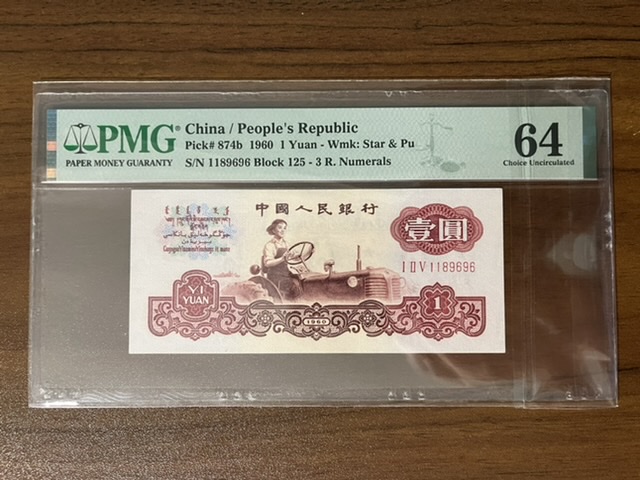 PMG®
PAPER MONEY GUARANTY
China / People's Republic
Pick# 874b 1960 1 Yuan - Wmk: Star & Pu
S/N 1189696 Block 125 - 3 R. Numerals
64
Choice Uncirculated
中國人民銀行
壹圓
I II V 1189696
YI
YUAN
1960
1